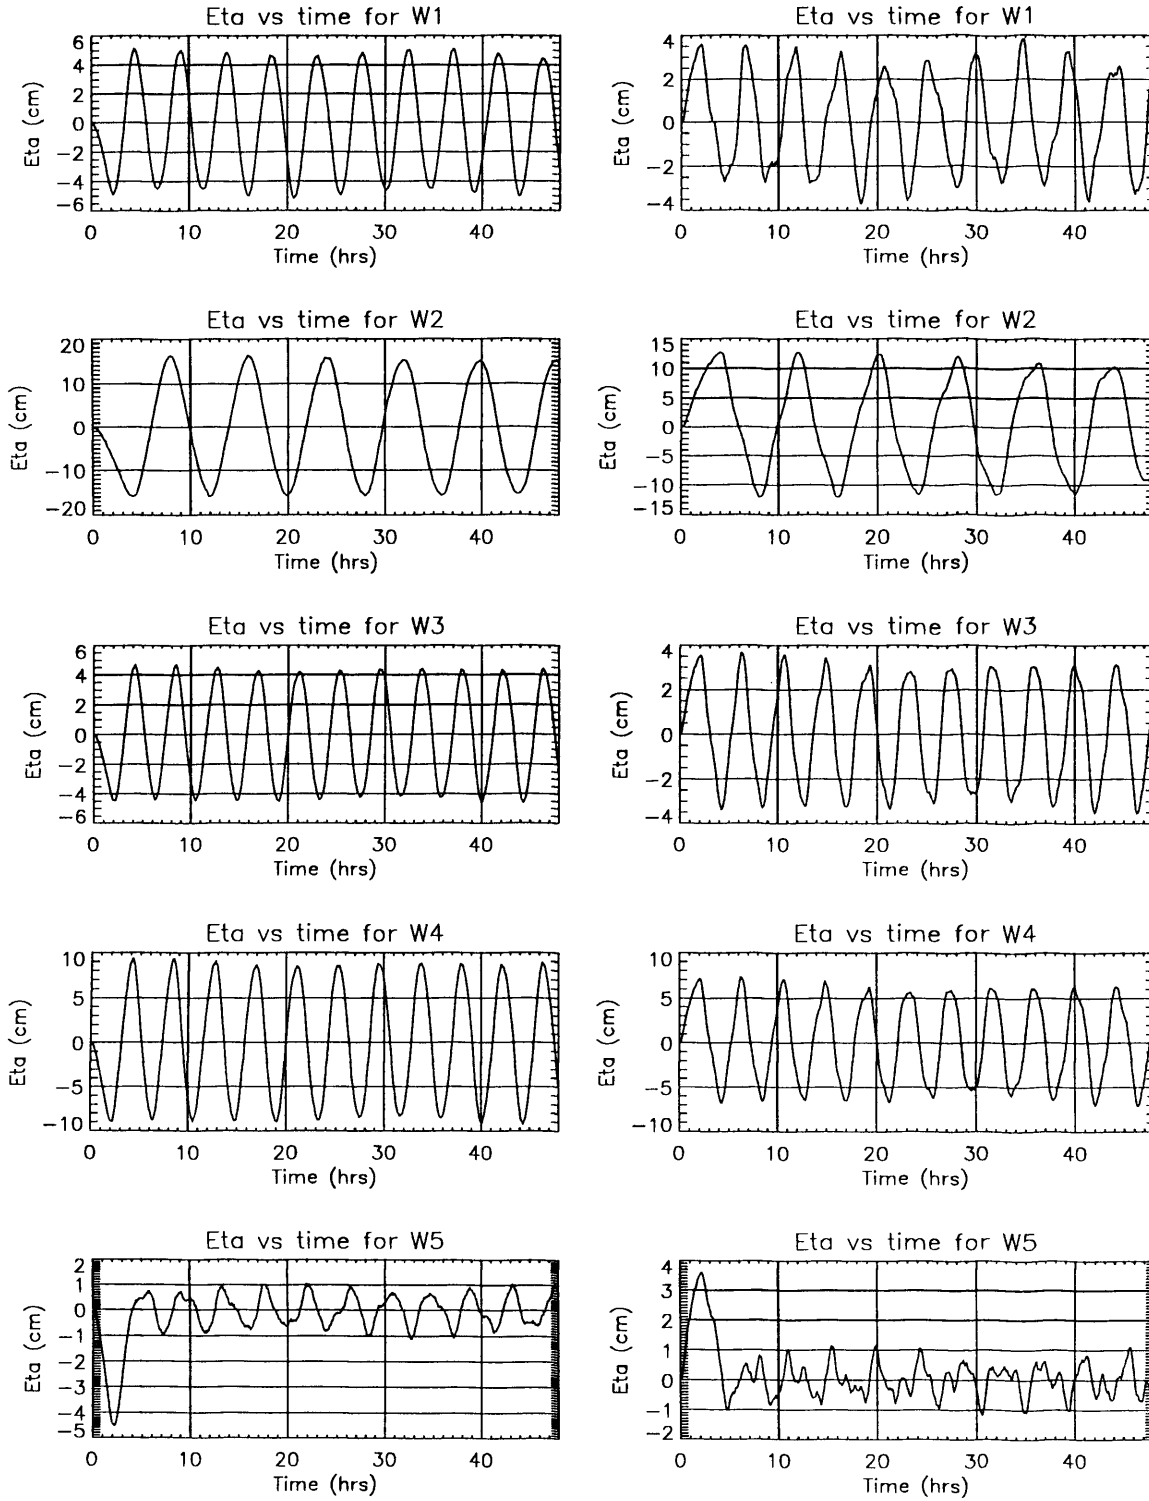 Eta vs time for W1
6
4
2
0
−2
−4
−6
Eta (cm)
0 10 20 30 40
Time (hrs)
Eta vs time for W1
4
2
0
−2
−4
Eta (cm)
0 10 20 30 40
Time (hrs)
Eta vs time for W2
20
10
0
−10
−20
Eta (cm)
0 10 20 30 40
Time (hrs)
Eta vs time for W2
15
10
5
0
−5
−10
−15
Eta (cm)
0 10 20 30 40
Time (hrs)
Eta vs time for W3
6
4
2
0
−2
−4
−6
Eta (cm)
0 10 20 30 40
Time (hrs)
Eta vs time for W3
4
2
0
−2
−4
Eta (cm)
0 10 20 30 40
Time (hrs)
Eta vs time for W4
10
5
0
−5
−10
Eta (cm)
0 10 20 30 40
Time (hrs)
Eta vs time for W4
10
5
0
−5
−10
Eta (cm)
0 10 20 30 40
Time (hrs)
Eta vs time for W5
2
1
0
−1
−2
−3
−4
−5
Eta (cm)
0 10 20 30 40
Time (hrs)
Eta vs time for W5
4
3
2
1
0
−1
−2
Eta (cm)
0 10 20 30 40
Time (hrs)